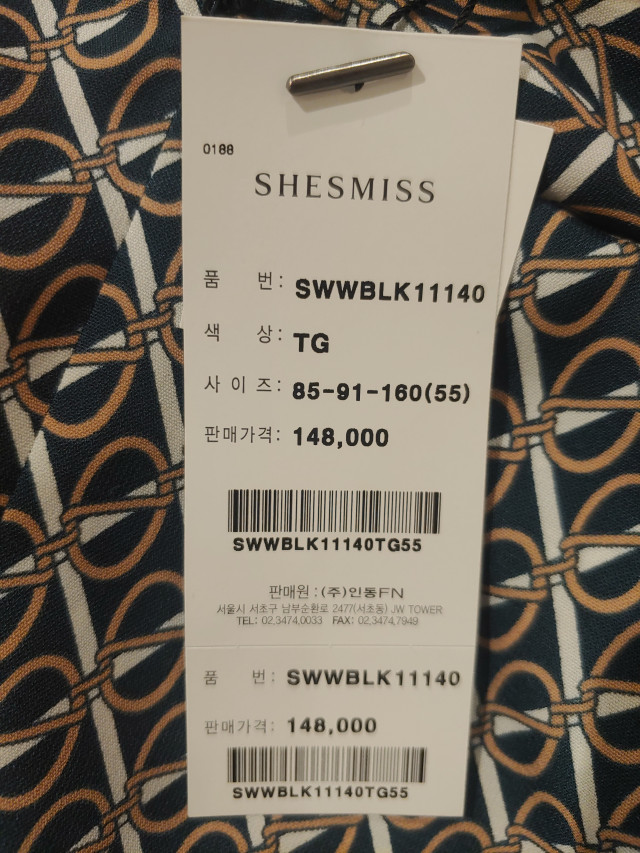 0188
SHESMISS
품 번: SWWBLK11140
색 상: TG
사 이 즈: 85-91-160(55)
판매가격: 148,000
SWWBLK11140TG55
판매원 : (주)인동FN
서울시 서초구 남부순환로 2477(서초동) JW TOWER
TEL: 02.3474.0033 FAX: 02.3474.7949
품 번: SWWBLK11140
판매가격: 148,000
SWWBLK11140TG55